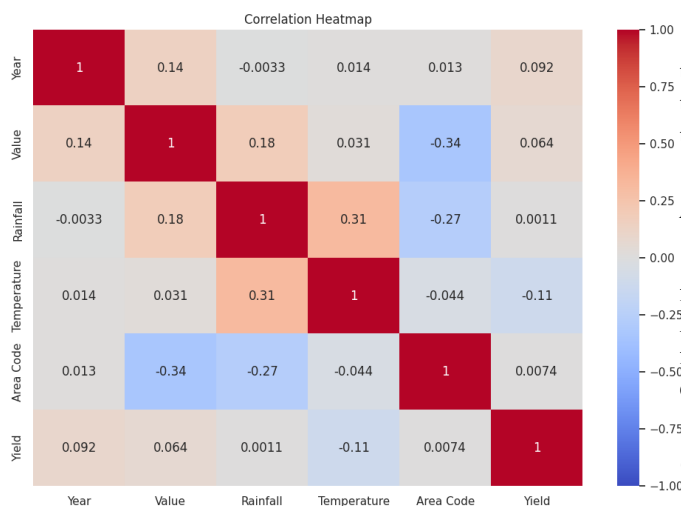 Correlation Heatmap
Year 1 0.14 -0.0033 0.014 0.013 0.092
Value 0.14 1 0.18 0.031 -0.34 0.064
Rainfall -0.0033 0.18 1 0.31 -0.27 0.0011
Temperature 0.014 0.031 0.31 1 -0.044 -0.11
Area Code 0.013 -0.34 -0.27 -0.044 1 0.0074
Yield 0.092 0.064 0.0011 -0.11 0.0074 1
Year Value Rainfall Temperature Area Code Yield
1.00
0.75
0.50
0.25
0.00
−0.25
−0.50
−0.75
−1.00